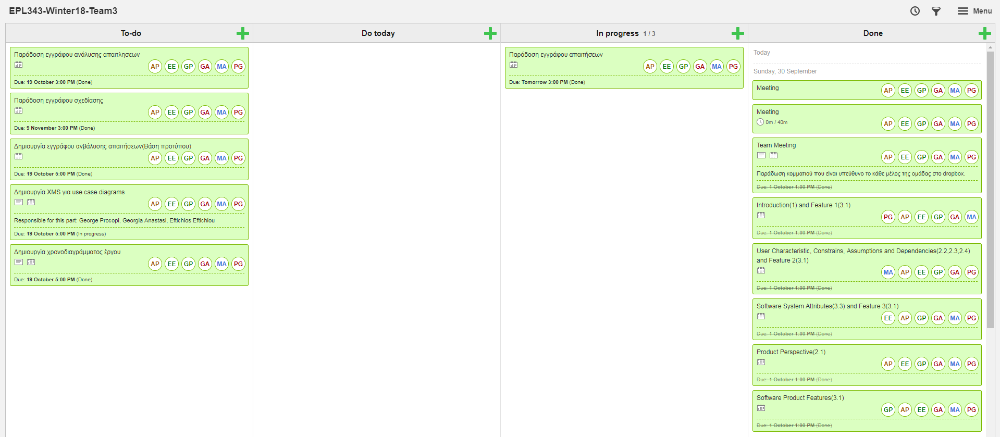 EPL343-Winter18-Team3
Menu
To-do
Do today
In progress 1 / 3
Done
Παράδοση εγγράφου ανάλυσης απαιτλησεων
AP EE GP GA MA PG
Due: 19 October 3:00 PM (Done)
Παράδοση εγγράφου σχεδίασης
AP EE GP GA MA PG
Due: 9 November 3:00 PM (Done)
Δημιουργία εγγράφου ανβάλυσης απαιτήσεων(Βάση προτύπου)
AP EE GP GA MA PG
Due: 19 October 5:00 PM (Done)
Δημιουργία XMS για use case diagrams
AP EE GP GA MA PG
Responsible for this part: George Procopi, Georgia Anastasi, Eftichios Eftichiou
Due: 19 October 5:00 PM (In progress)
Δημιουργία χρονοδιαγράμματος έργου
AP EE GP GA MA PG
Due: 19 October 5:00 PM (Done)
Παράδοση εγγράφου απαιτήσεων
AP EE GP GA MA PG
Due: Tomorrow 3:00 PM (Done)
Today
Sunday, 30 September
Meeting
AP EE GP GA MA PG
Meeting
0m / 40m
AP EE GP GA MA PG
Team Meeting
AP EE GP GA MA PG
Παράδωση κομματιού που είναι υπεύθυνο το κάθε μέλος της ομάδας στο dropbox.
Due: 1 October 1:00 PM (Done)
Introduction(1) and Feature 1(3.1)
PG AP EE GP GA MA
Due: 1 October 1:00 PM (Done)
User Characteristic, Constrains, Assumptions and Dependencies(2.2,2.3,2.4)
and Feature 2(3.1)
MA AP EE GP GA PG
Due: 1 October 1:00 PM (Done)
Software System Attributes(3.3) and Feature 3(3.1)
EE AP GP GA MA PG
Due: 1 October 1:00 PM (Done)
Product Perspective(2.1)
AP EE GP GA MA PG
Due: 1 October 1:00 PM (Done)
Software Product Features(3.1)
GP AP EE GA MA PG
Due: 1 October 1:00 PM (Done)